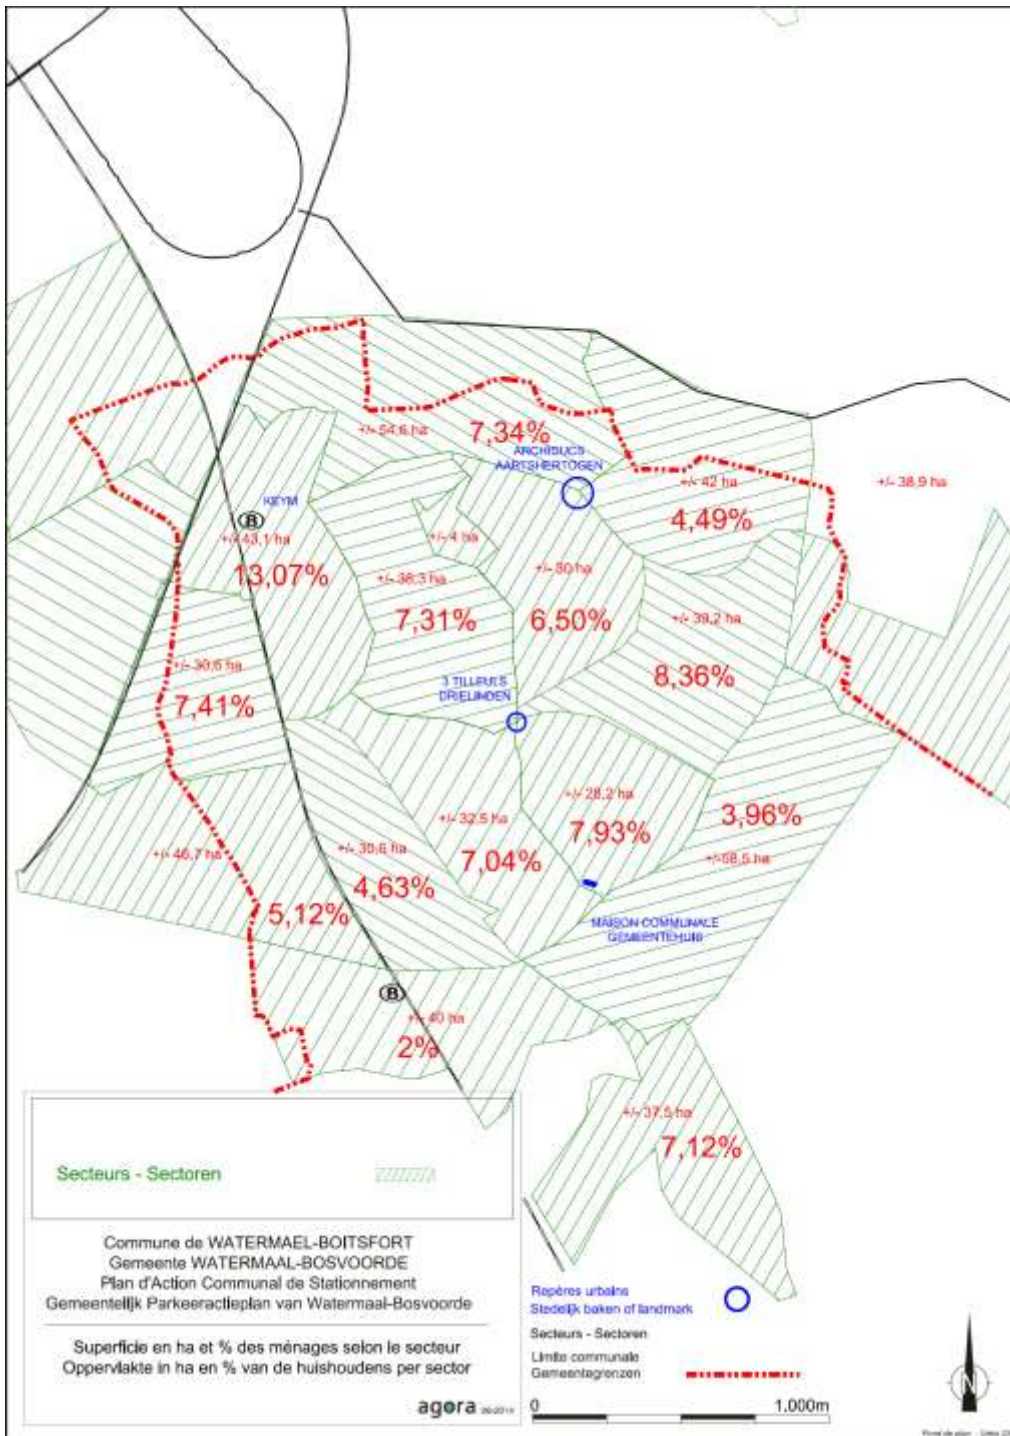 +/- 54,6 ha
7,34%
ARCHIDUCS
AARTSHERTOGEN
+/- 42 ha
4,49%
+/- 38,9 ha
KEYM
B
+/- 43,1 ha
13,07%
+/- 4 ha
+/- 38,3 ha
7,31%
+/- 30 ha
6,50%
+/- 39,2 ha
8,36%
+/- 30,6 ha
7,41%
3 TILLEULS
DRIELINDEN
+/- 28,2 ha
7,93%
3,96%
+/- 58,5 ha
+/- 32,5 ha
7,04%
+/- 30,6 ha
4,63%
+/- 46,7 ha
5,12%
MAISON COMMUNALE
GEMEENTEHUIS
B
+/- 40 ha
2%
+/- 37,5 ha
7,12%
Secteurs - Sectoren
Commune de WATERMAEL-BOITSFORT
Gemeente WATERMAAL-BOSVOORDE
Plan d'Action Communal de Stationnement
Gemeentelijk Parkeeractieplan van Watermaal-Bosvoorde
Superficie en ha et % des ménages selon le secteur
Oppervlakte in ha en % van de huishoudens per sector
agora
Repères urbains
Stedelijk baken of landmark
Secteurs - Sectoren
Limite communale
Gemeentegrenzen
0 1.000m
N
Fond de plan - Urbis